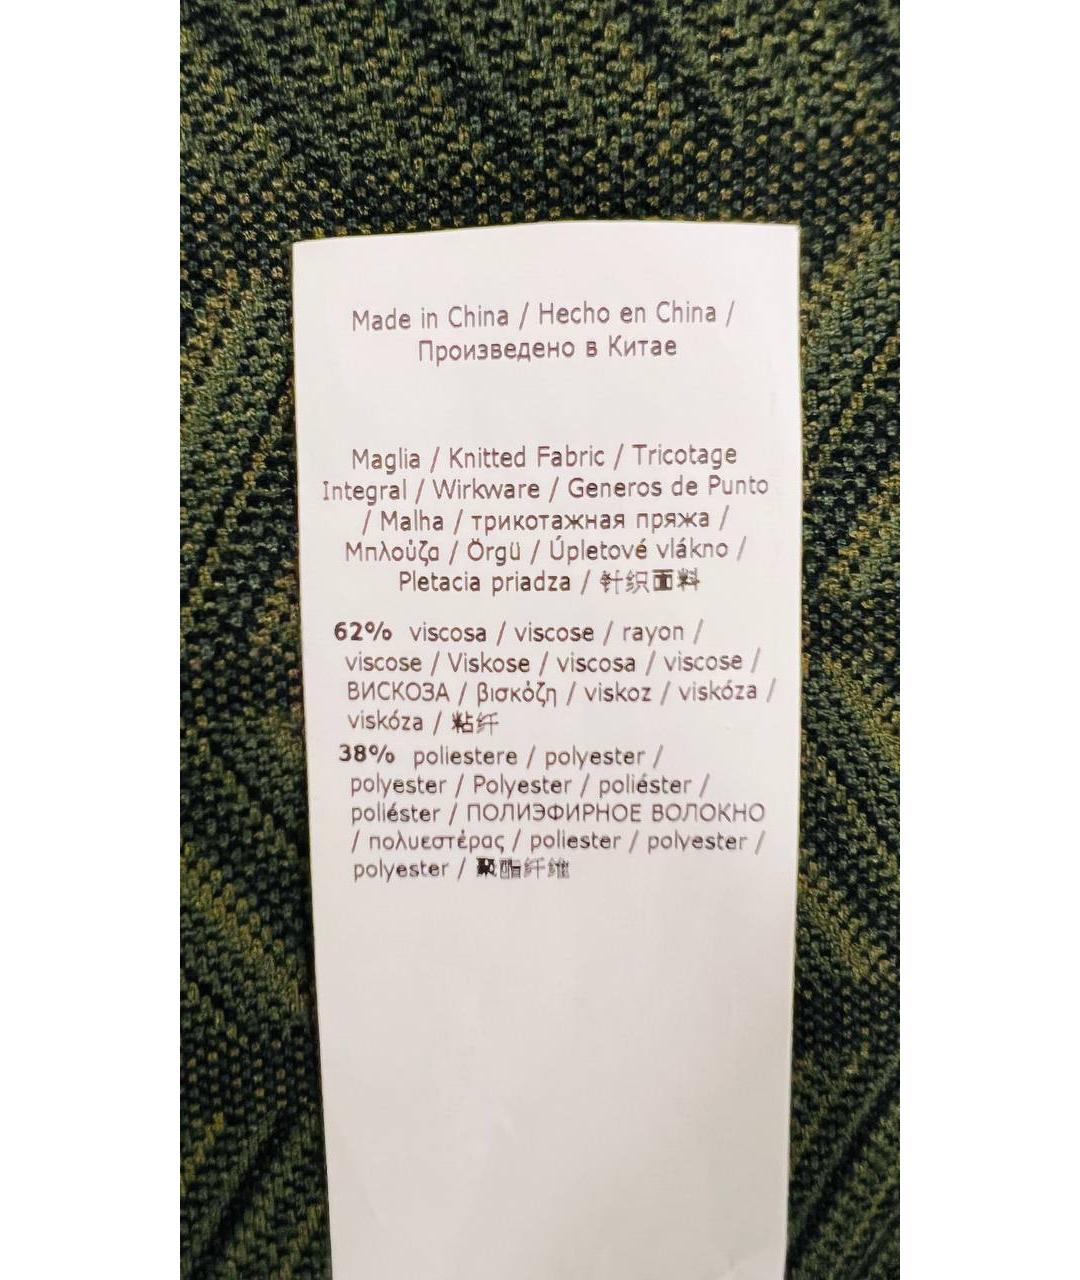 Made in China / Hecho en China /
Произведено в Китае
Maglia / Knitted Fabric / Tricotage
Integral / Wirkware / Generos de Punto
/ Malha / трикотажная пряжа /
Μπλούζα / Örgü / Úpletové vlákno /
Pletacia priadza / 针织面料
62% viscosa / viscose / rayon /
viscose / Viskose / viscosa / viscose /
ВИСКОЗА / βισκόζη / viskoz / viskóza /
viskóza / 粘纤
38% poliestere / polyester /
polyester / Polyester / poliéster /
poliéster / ПОЛИЭФИРНОЕ ВОЛОКНО
/ πολυεστέρας / poliester / polyester /
polyester / 聚酯纤维